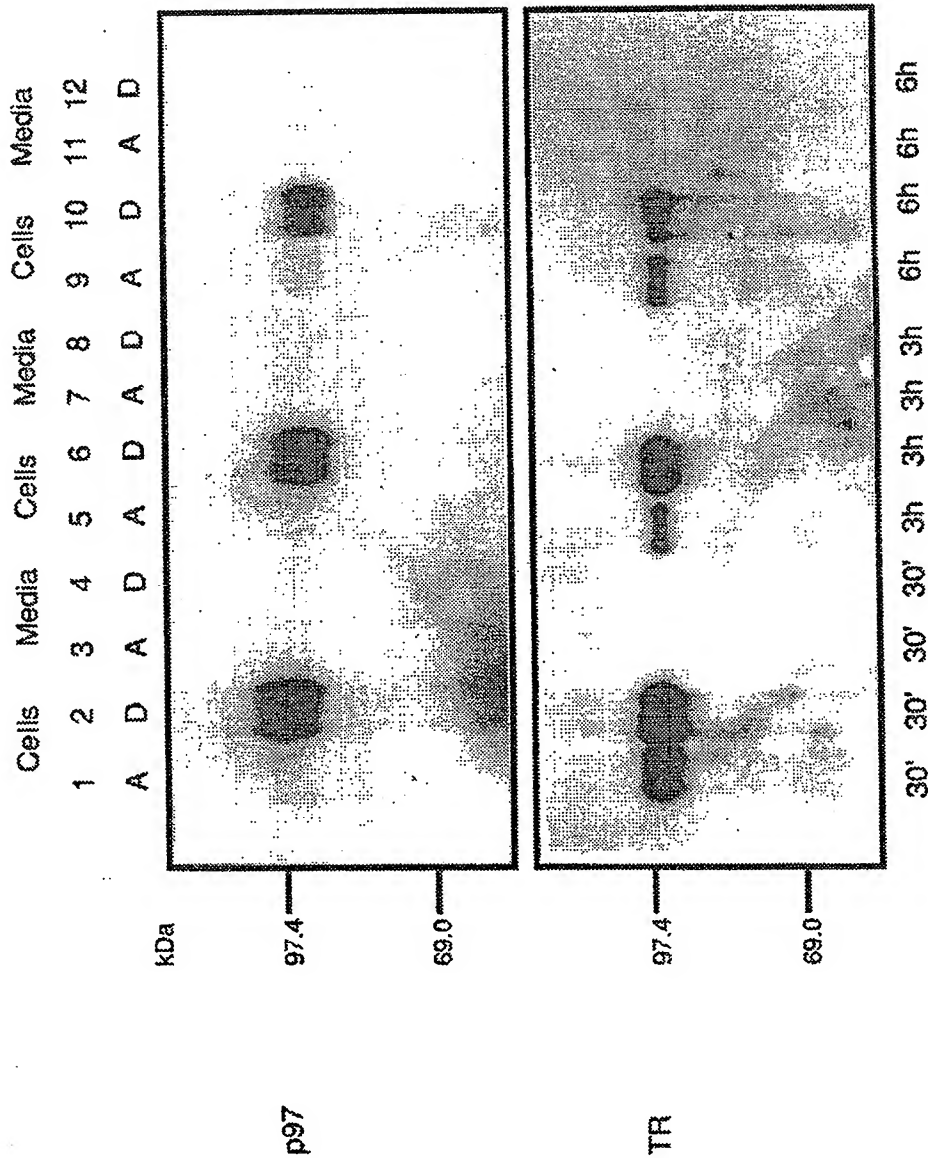 Cells Media Cells Media Cells Media
1 2 3 4 5 6 7 8 9 10 11 12
A D A D A D A D A D A D
kDa
p97
97.4
69.0
TR
97.4
69.0
30' 30' 30' 30' 3h 3h 3h 3h 6h 6h 6h 6h